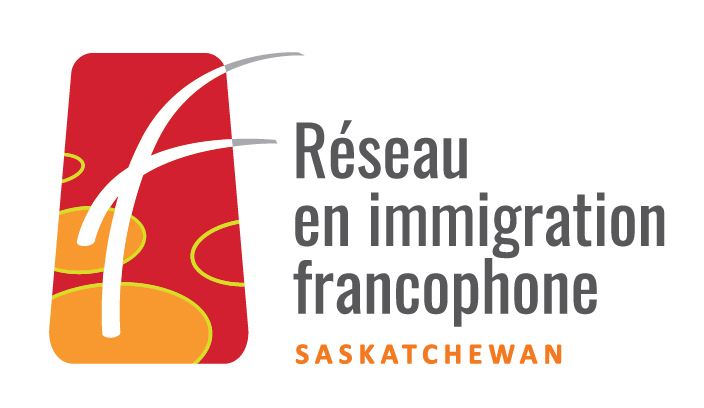 Réseau
en immigration
francophone
SASKATCHEWAN